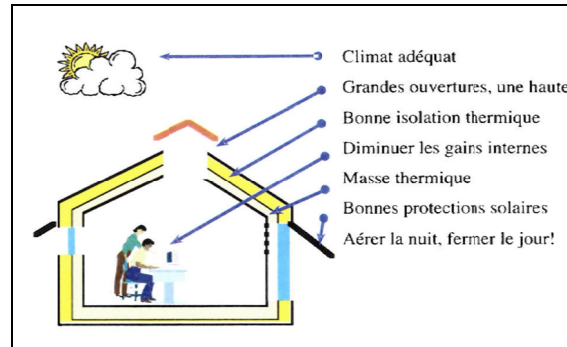 Climat adéquat
Grandes ouvertures, une haute
Bonne isolation thermique
Diminuer les gains internes
Masse thermique
Bonnes protections solaires
Aérer la nuit, fermer le jour!